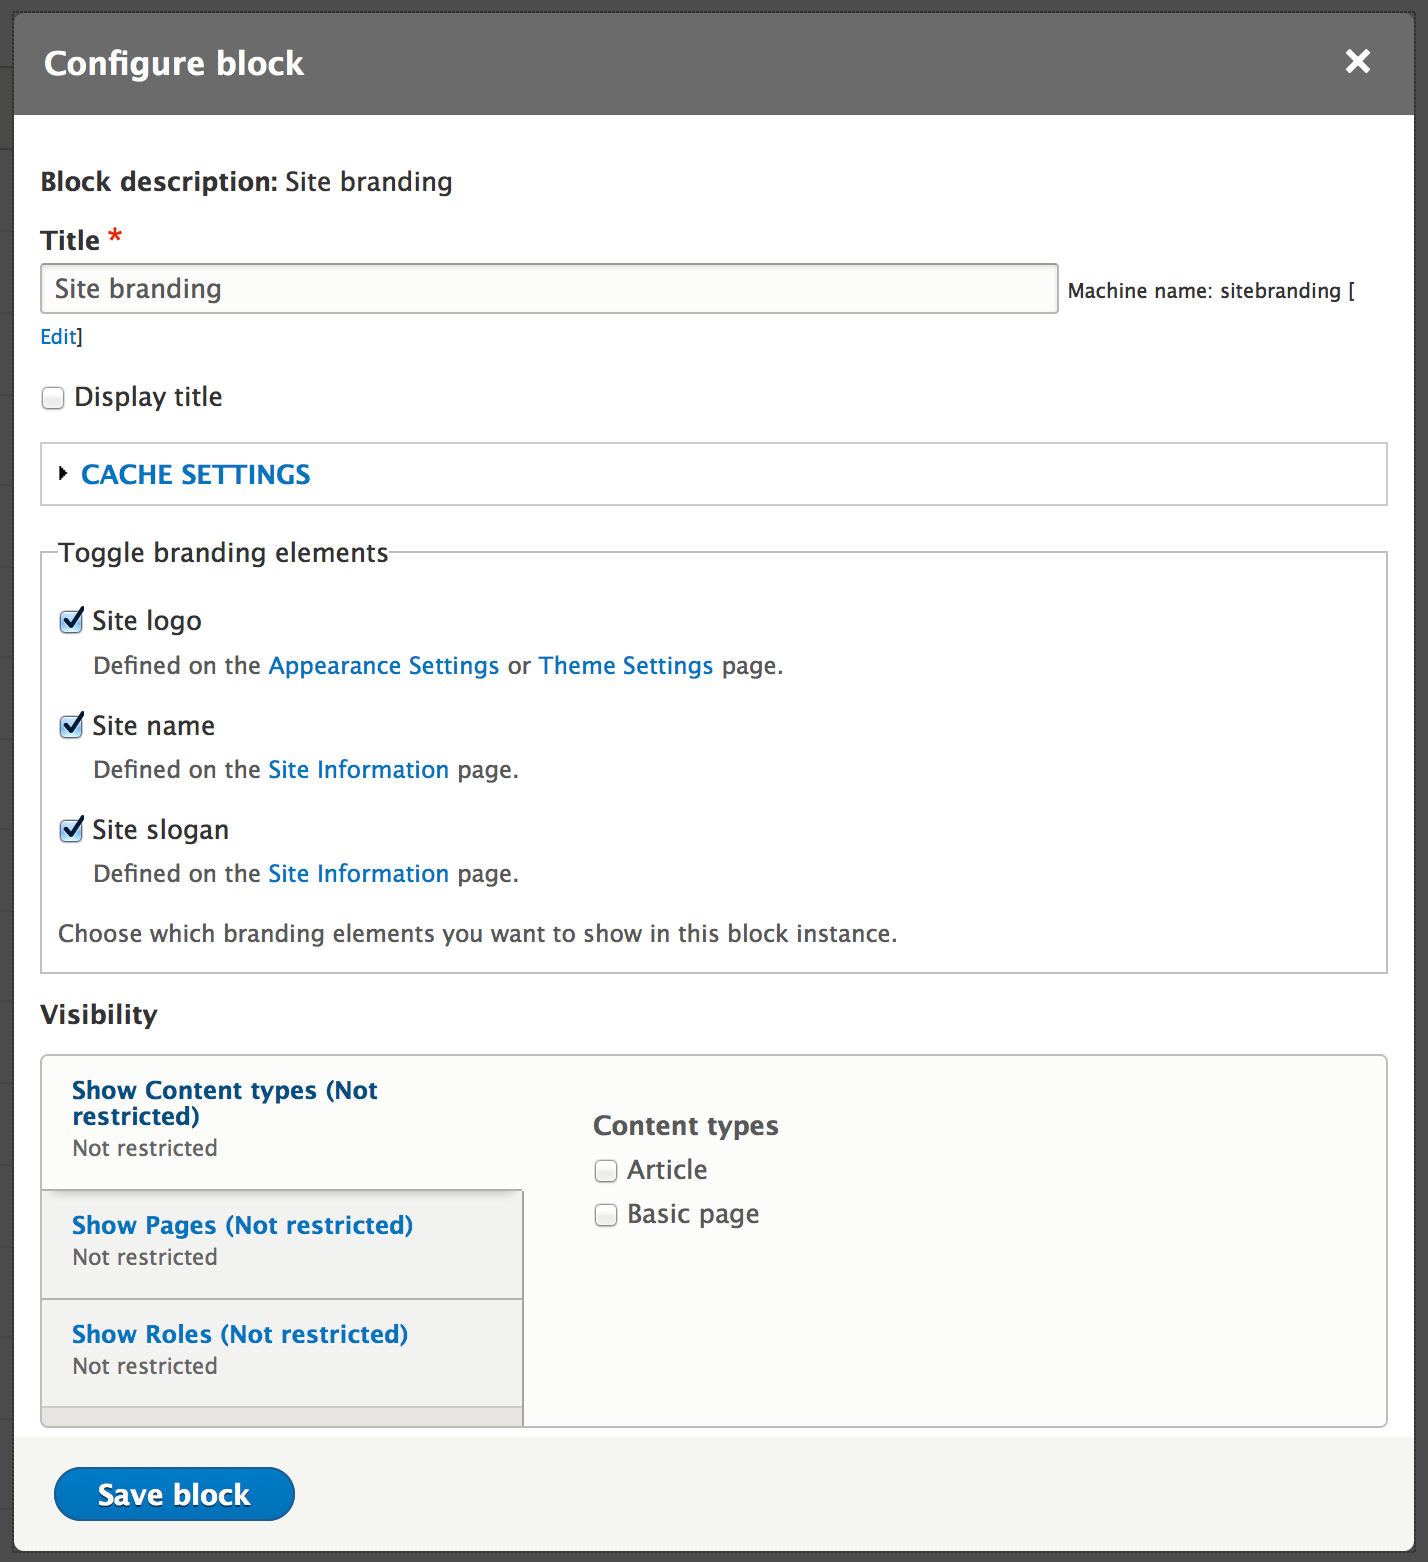 Configure block
Block description: Site branding
Title *
Site branding
Machine name: sitebranding [
Edit]
Display title
CACHE SETTINGS
Toggle branding elements
Site logo
Defined on the Appearance Settings or Theme Settings page.
Site name
Defined on the Site Information page.
Site slogan
Defined on the Site Information page.
Choose which branding elements you want to show in this block instance.
Visibility
Show Content types (Not
restricted)
Not restricted
Show Pages (Not restricted)
Not restricted
Show Roles (Not restricted)
Not restricted
Content types
Article
Basic page
Save block